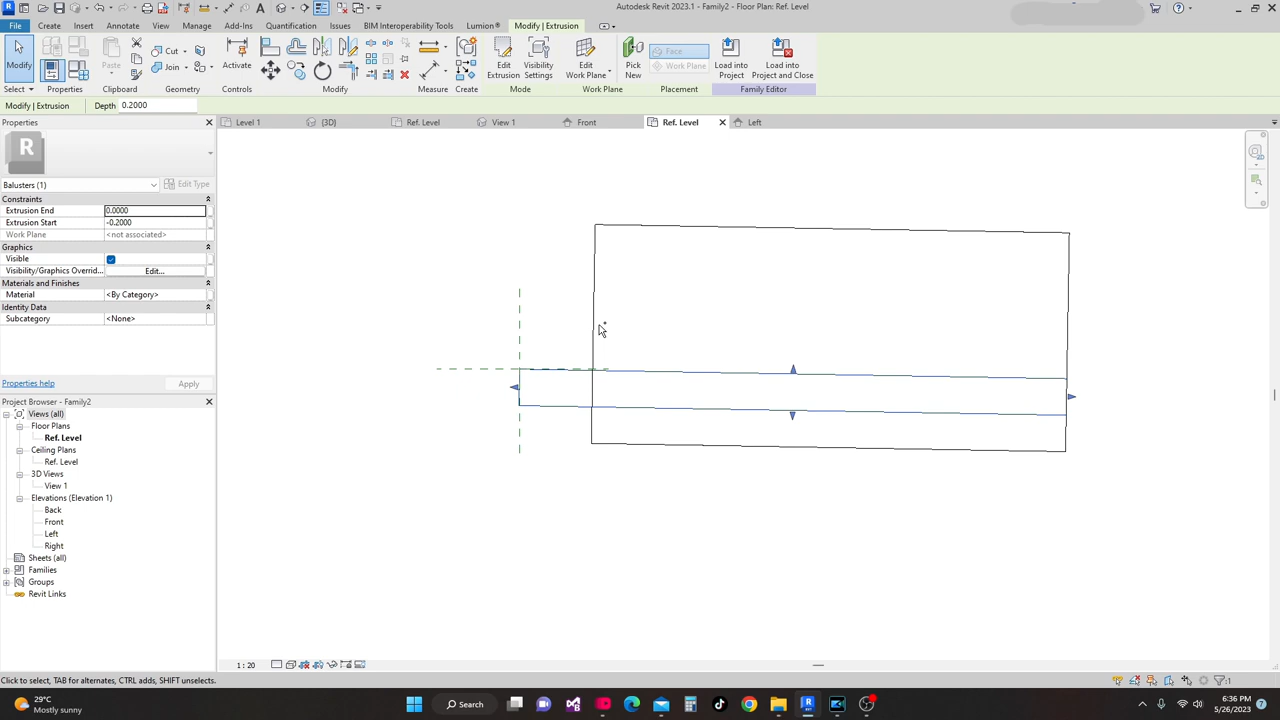 Autodesk Revit 2023.1 - Family2 - Floor Plan: Ref. Level
File Create Insert Annotate View Manage Add-Ins Quantification Issues BIM Interoperability Tools Lumion® Modify | Extrusion
Modify Paste Cut Join Activate Edit Extrusion Visibility Settings Edit Work Plane Pick New Face Work Plane Load into Project Load into Project and Close
Select Properties Clipboard Geometry Controls Modify Measure Create Mode Work Plane Placement Family Editor
Modify | Extrusion Depth 0.2000
Properties Level 1 {3D} Ref. Level View 1 Front Ref. Level Left
R
Balusters (1) Edit Type
Constraints
Extrusion End 0.0000
Extrusion Start -0.2000
Work Plane <not associated>
Graphics
Visible
Visibility/Graphics Overrid... Edit...
Materials and Finishes
Material <By Category>
Identity Data
Subcategory <None>
Properties help Apply
Project Browser - Family2
Views (all)
Floor Plans
Ref. Level
Ceiling Plans
Ref. Level
3D Views
View 1
Elevations (Elevation 1)
Back
Front
Left
Right
Sheets (all)
Families
Groups
Revit Links
1 : 20
Click to select, TAB for alternates, CTRL adds, SHIFT unselects. :1
29°C
Mostly sunny
Search
6:36 PM
5/26/2023